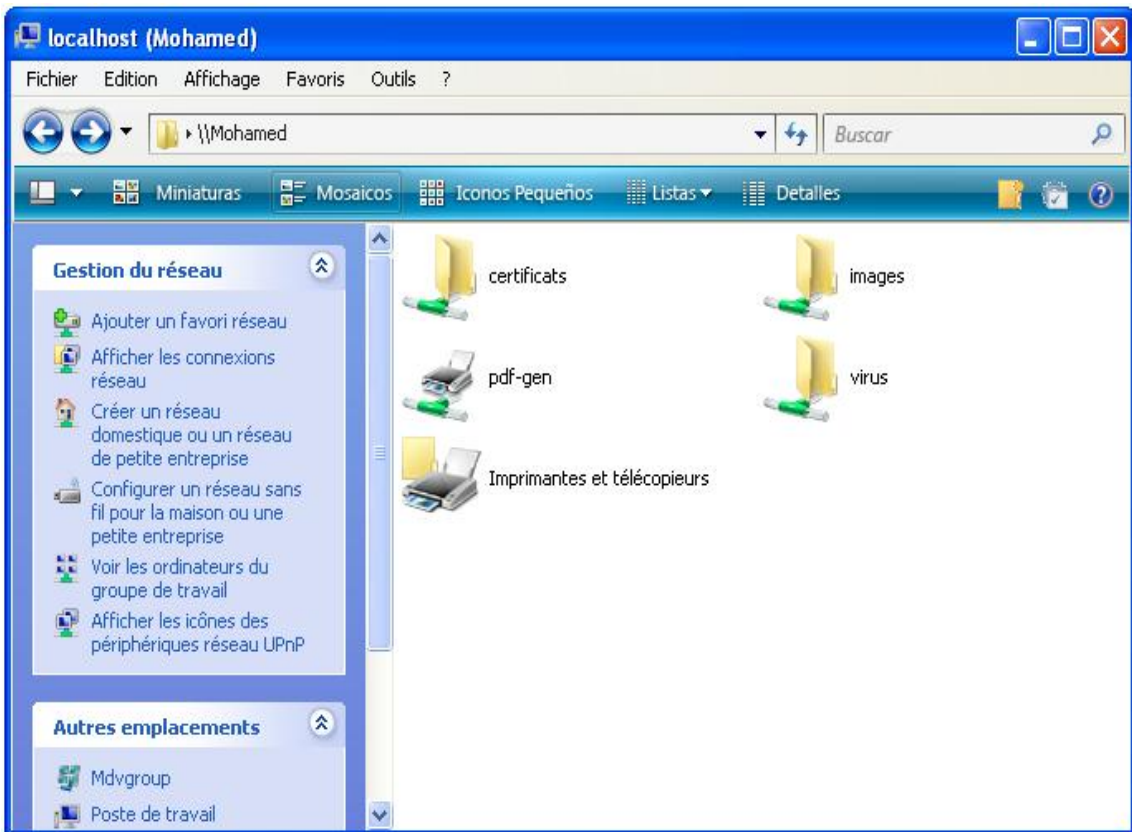 localhost (Mohamed)
Fichier Edition Affichage Favoris Outils ?
\\Mohamed
Buscar
Miniaturas Mosaicos Iconos Pequeños Listas Detalles
Gestion du réseau
Ajouter un favori réseau
Afficher les connexions
réseau
Créer un réseau
domestique ou un réseau
de petite entreprise
Configurer un réseau sans
fil pour la maison ou une
petite entreprise
Voir les ordinateurs du
groupe de travail
Afficher les icônes des
périphériques réseau UPnP
Autres emplacements
Mdvgroup
Poste de travail
certificats
images
pdf-gen
virus
Imprimantes et télécopieurs